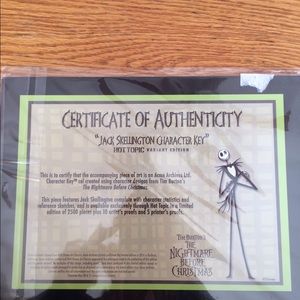 CERTIFICATE OF AUTHENTICITY
"JACK SKELLINGTON CHARACTER KEY"
HOT TOPIC VARIANT EDITION
This is to certify that the accompanying piece of art is an Acme Archives Ltd.
Character Key™ cel created using character designs from Tim Burton's
The Nightmare Before Christmas.
This piece features Jack Skellington complete with character statistics and
reference sketches, and is available exclusively through Hot Topic, in a limited
edition of 2500 pieces plus 10 artist's proofs and 5 printer's proofs.
TIM BURTON'S
THE
NIGHTMARE
BEFORE
CHRISTMAS